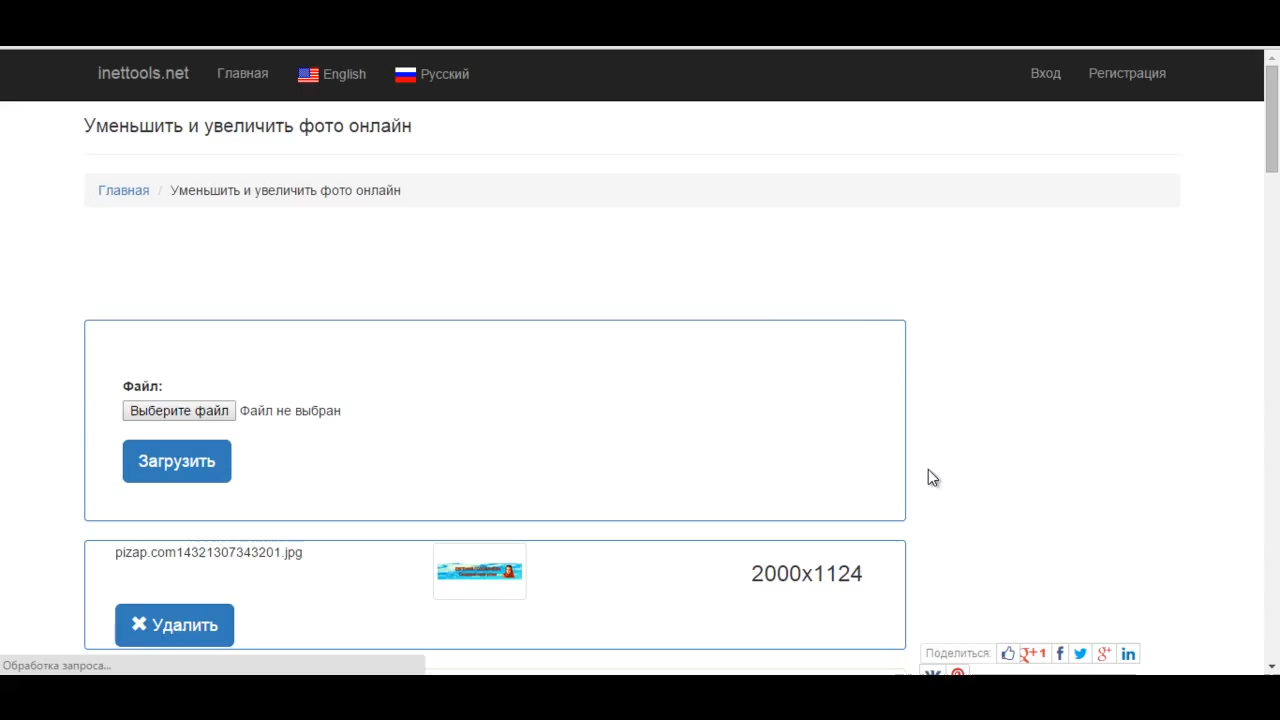 inettools.net Главная English Русский Вход Регистрация
Уменьшить и увеличить фото онлайн
Главная / Уменьшить и увеличить фото онлайн
Файл:
Выберите файл Файл не выбран
Загрузить
pizap.com14321307343201.jpg
2000x1124
Удалить
Поделиться: +1
Обработка запроса...